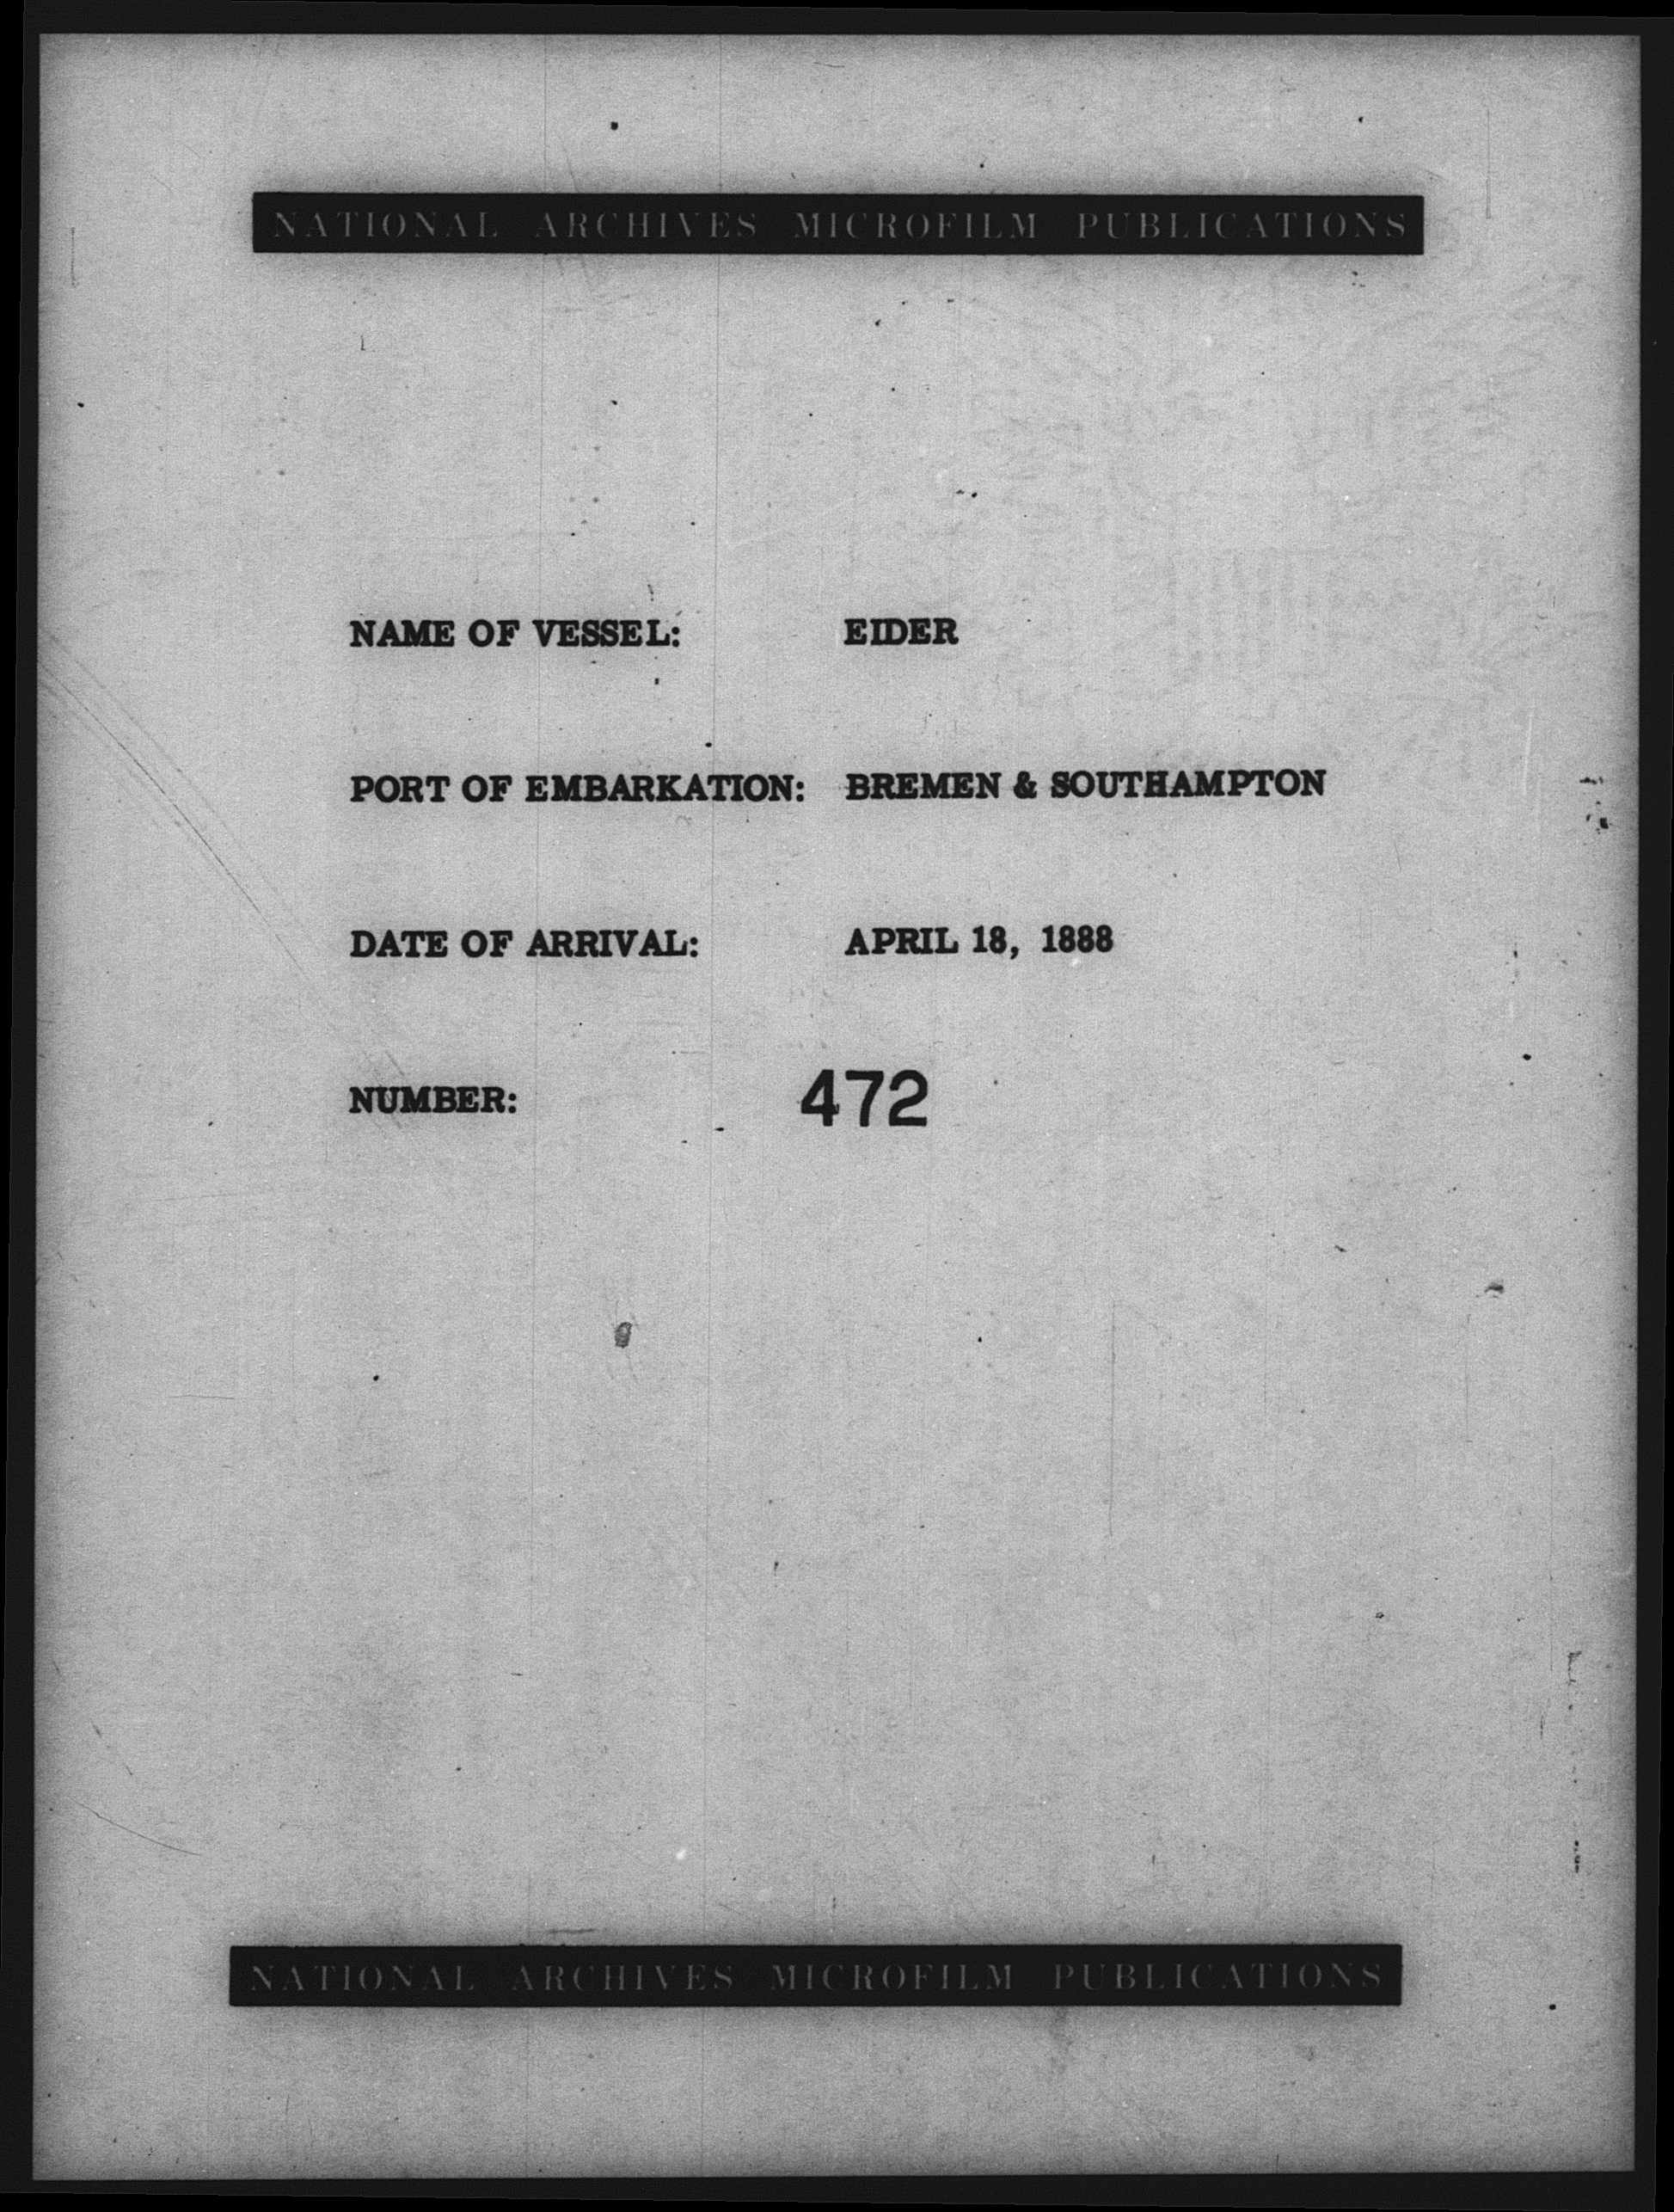 NATIONAL ARCHIVES MICROFILM PUBLICATIONS
NAME OF VESSEL: EIDER
PORT OF EMBARKATION: BREMEN & SOUTHAMPTON
DATE OF ARRIVAL: APRIL 18, 1888
NUMBER: 472
NATIONAL ARCHIVES MICROFILM PUBLICATIONS